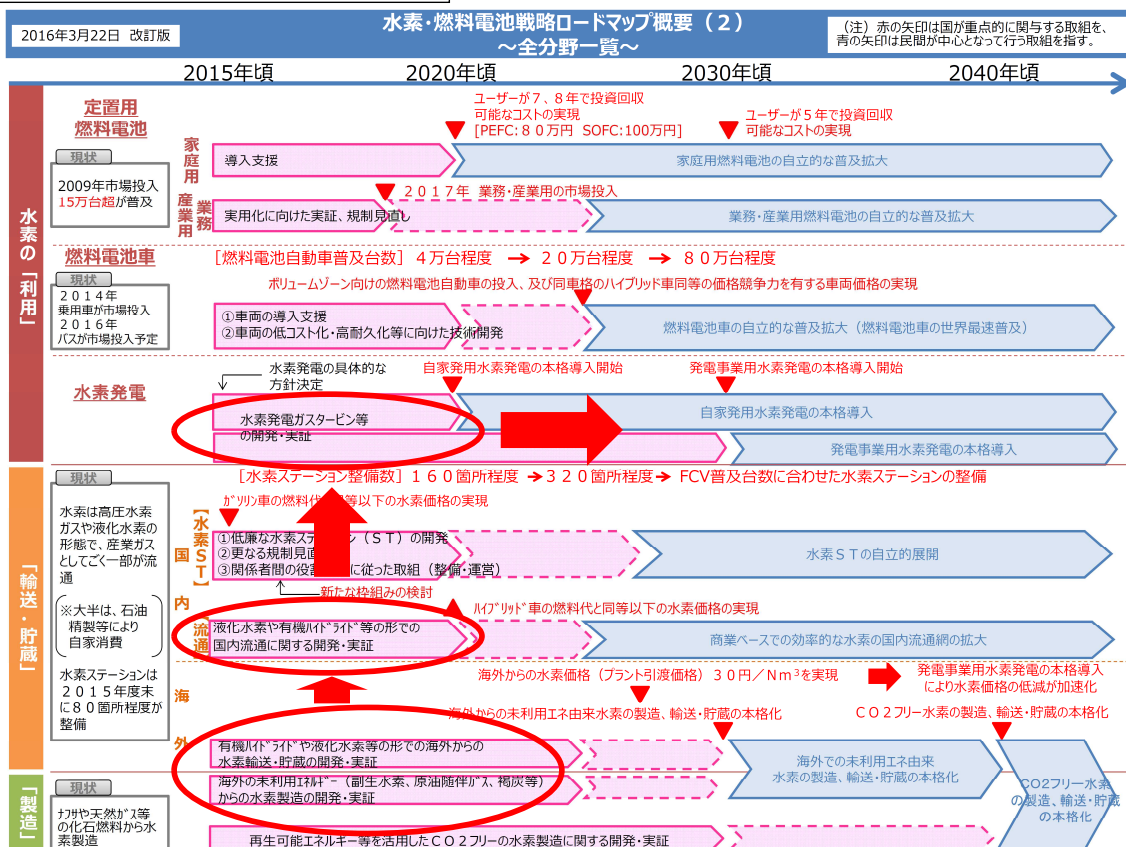 2016年3月22日 改訂版
水素・燃料電池戦略ロードマップ概要（２）
～全分野一覧～
（注）赤の矢印は国が重点的に関与する取組を、
青の矢印は民間が中心となって行う取組を指す。
2015年頃
2020年頃
2030年頃
2040年頃
水素の「利用」
定置用
燃料電池
現状
2009年市場投入
15万台超が普及
家庭用
ユーザーが７、８年で投資回収
可能なコストの実現
[PEFC:８０万円 SOFC:100万円]
ユーザーが５年で投資回収
可能なコストの実現
導入支援
家庭用燃料電池の自立的な普及拡大
業務
産業用
２０１７年 業務・産業用の市場投入
実用化に向けた実証、規制見直し
業務・産業用燃料電池の自立的な普及拡大
燃料電池車
現状
２０１４年
乗用車が市場投入
２０１６年
バスが市場投入予定
［燃料電池自動車普及台数］４万台程度 → ２０万台程度 → ８０万台程度
ボリュームゾーン向けの燃料電池自動車の投入、及び同車格のハイブリッド車同等の価格競争力を有する車両価格の実現
①車両の導入支援
②車両の低コスト化・高耐久化等に向けた技術開発
燃料電池車の自立的な普及拡大（燃料電池車の世界最速普及）
水素発電
水素発電の具体的な
方針決定
自家発用水素発電の本格導入開始
発電事業用水素発電の本格導入開始
水素発電ガスタービン等
の開発・実証
自家発用水素発電の本格導入
発電事業用水素発電の本格導入
「輸送・貯蔵」
現状
水素は高圧水素
ガスや液化水素の
形態で、産業ガス
としてごく一部が流
通
※大半は、石油
精製等により
自家消費
水素ステーションは
２０１５年度末
に８０箇所程度が
整備
国内
【水素ＳＴ】
［水素ステーション整備数］１６０箇所程度 →３２０箇所程度→ FCV普及台数に合わせた水素ステーションの整備
ｶﾞｿﾘﾝ車の燃料代 同等以下の水素価格の実現
①低廉な水素ステ ン（ＳＴ）の開発
②更なる規制見直
③関係者間の役割 に従った取組（整備・運営）
新たな枠組みの検討
水素ＳＴの自立的展開
流通
ﾊｲﾌﾞﾘｯﾄﾞ車の燃料代と同等以下の水素価格の実現
液化水素や有機ﾊｲﾄﾞﾗｲﾄﾞ等の形での
国内流通に関する開発・実証
商業ベースでの効率的な水素の国内流通網の拡大
海外
海外からの水素価格（プラント引渡価格）３０円／Ｎｍ³を実現
発電事業用水素発電の本格導入
により水素価格の低減が加速化
海外からの未利用エネ由来水素の製造、輸送・貯蔵の本格化
ＣＯ２フリー水素の製造、輸送・貯蔵の本格化
有機ﾊｲﾄﾞﾗｲﾄﾞや液化水素等の形での海外からの
水素輸送・貯蔵の開発・実証
海外での未利用エネ由来
水素の製造、輸送・貯蔵の本格化
「製造」
現状
ﾅﾌｻや天然ｶﾞｽ等
の化石燃料から水
素製造
海外の未利用ｴﾈﾙｷﾞｰ（副生水素、原油随伴ｶﾞｽ、褐炭等）
からの水素製造の開発・実証
CO2フリー水素
の製造、輸送・貯蔵
の本格化
再生可能エネルギー等を活用したＣＯ２フリーの水素製造に関する開発・実証